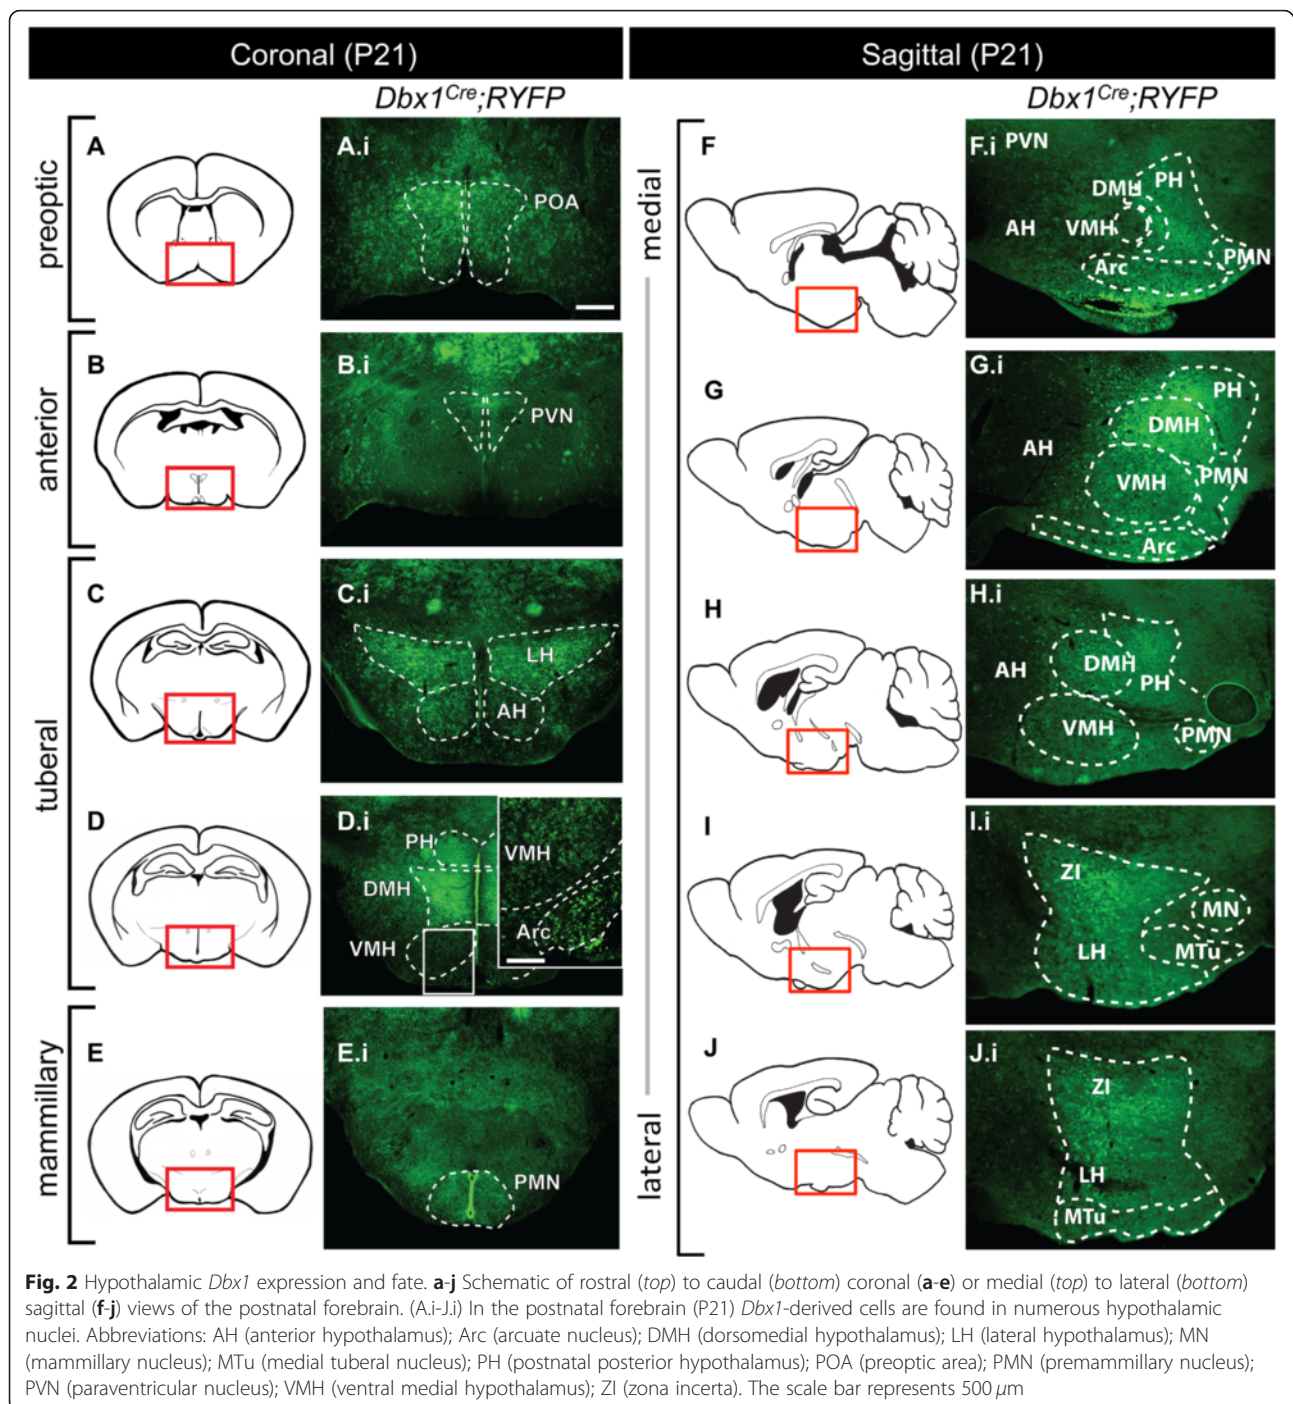 Coronal (P21)
Sagittal (P21)
Dbx1Cre;RYFP
Dbx1Cre;RYFP
preoptic
A
A.i
POA
anterior
B
B.i
PVN
tuberal
C
C.i
LH
AH
D
D.i
PH
DMH
VMH
VMH
Arc
mammillary
E
E.i
PMN
medial
F
F.i
PVN
PH
DMH
AH
VMH
PMN
Arc
G
G.i
PH
DMH
AH
PMN
VMH
Arc
H
H.i
AH
DMH
PH
VMH
PMN
I
I.i
ZI
MN
LH
MTu
lateral
J
J.i
ZI
LH
MTu
Fig. 2 Hypothalamic Dbx1 expression and fate. a-j Schematic of rostral (top) to caudal (bottom) coronal (a-e) or medial (top) to lateral (bottom)
sagittal (f-j) views of the postnatal forebrain. (A.i-J.i) In the postnatal forebrain (P21) Dbx1-derived cells are found in numerous hypothalamic
nuclei. Abbreviations: AH (anterior hypothalamus); Arc (arcuate nucleus); DMH (dorsomedial hypothalamus); LH (lateral hypothalamus); MN
(mammillary nucleus); MTu (medial tuberal nucleus); PH (postnatal posterior hypothalamus); POA (preoptic area); PMN (premammillary nucleus);
PVN (paraventricular nucleus); VMH (ventral medial hypothalamus); ZI (zona incerta). The scale bar represents 500 μm